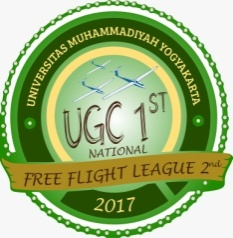 UNIVERSITAS MUHAMMADIYAH YOGYAKARTA
UGC 1ST
NATIONAL
FREE FLIGHT LEAGUE 2nd
2017